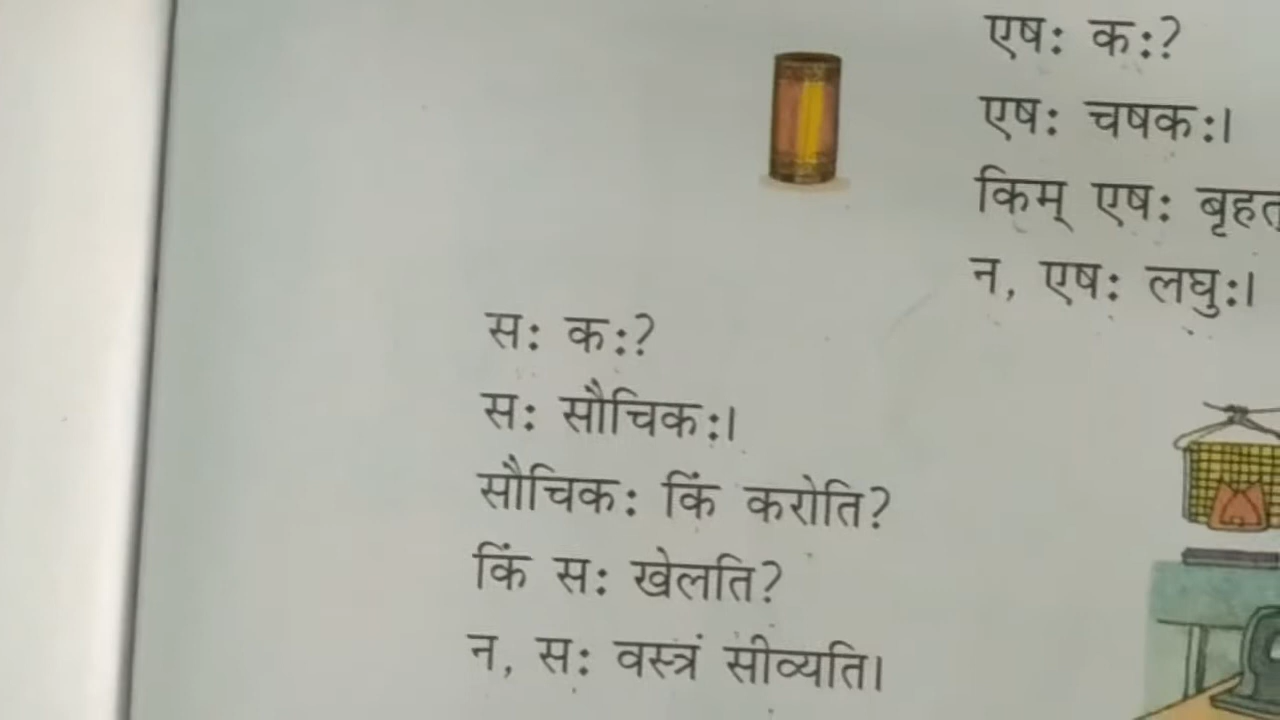 एषः कः?
एषः चषकः।
किम् एषः
न, एषः लघुः।
सः कः?
सः सौचिकः।
सौचिकः किं करोति?
किं सः खेलति?
न, सः वस्त्रं सीव्यति।